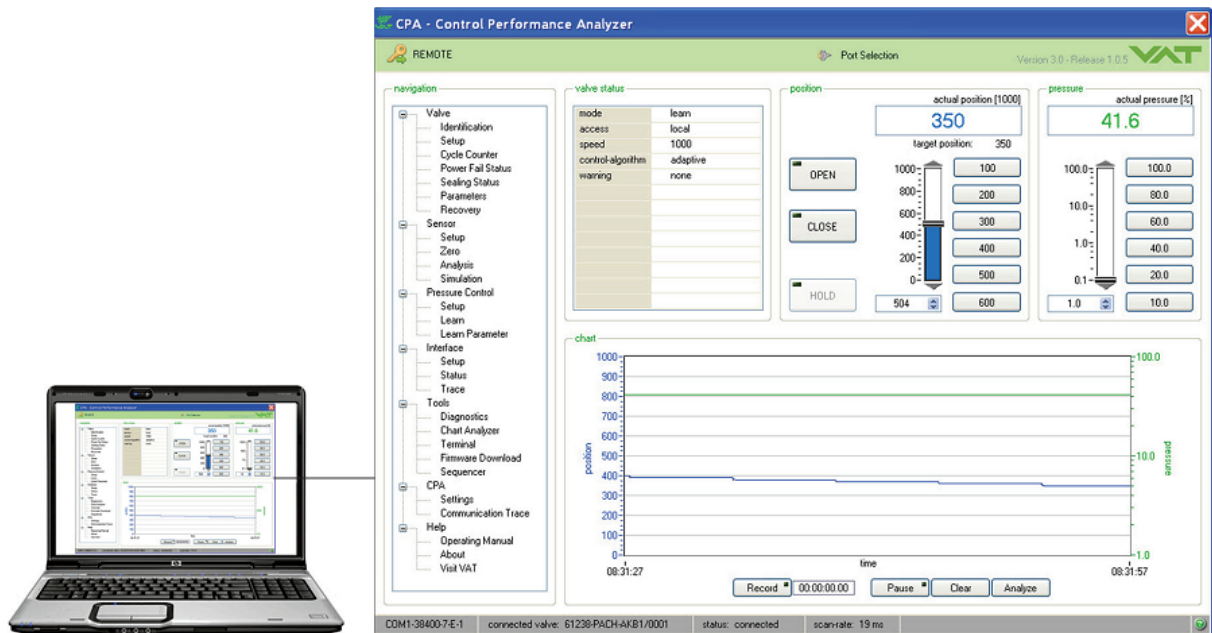 CPA - Control Performance Analyzer
REMOTE
Port Selection
Version 3.0 - Release 1.0.5
VAT
navigation
Valve
Identification
Setup
Cycle Counter
Power Fail Status
Sealing Status
Parameters
Recovery
Sensor
Setup
Zero
Analysis
Simulation
Pressure Control
Setup
Learn
Learn Parameter
Interface
Setup
Status
Trace
Tools
Diagnostics
Chart Analyzer
Terminal
Firmware Download
Sequencer
CPA
Settings
Communication Trace
Help
Operating Manual
About
Visit VAT
valve status
mode learn
access local
speed 1000
control-algorithm adaptive
warning none
position
actual position [1000]
350
target position: 350
OPEN
CLOSE
HOLD
1000
800
600
400
200
0
504
100
200
300
400
500
600
pressure
actual pressure [%]
41.6
100.0
10.0
1.0
0.1
1.0
100.0
80.0
60.0
40.0
20.0
10.0
chart
1000
900
800
700
600
500
400
300
200
100
0
position
100.0
10.0
1.0
pressure
08:31:27
time
08:31:57
Record
00:00:00.00
Pause
Clear
Analyze
COM1-38400-7-E-1
connected valve: 61238-PACH-AKB1/0001
status: connected
scan-rate: 19 ms